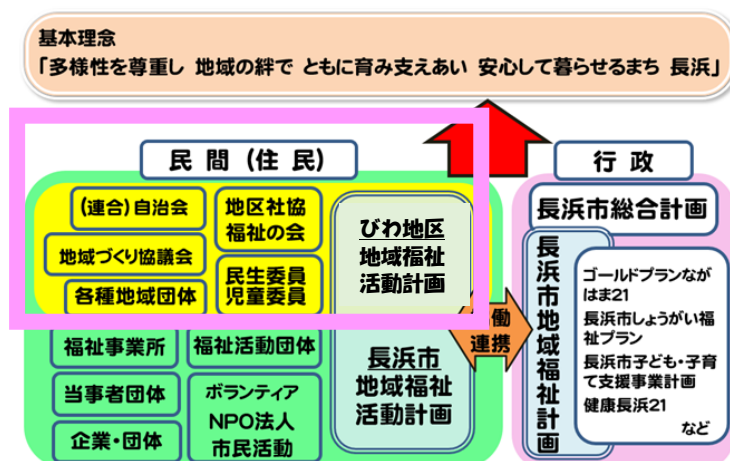 基本理念
「多様性を尊重し 地域の絆で ともに育み支えあい 安心して暮らせるまち 長浜」
民 間 (住 民)
(連合)自治会
地域づくり協議会
各種地域団体
地区社協
福祉の会
民生委員
児童委員
びわ地区
地域福祉
活動計画
福祉事業所
福祉活動団体
当事者団体
企業・団体
ボランティア
NPO法人
市民活動
長浜市
地域福祉
活動計画
働
連携
行 政
長浜市総合計画
長浜市地域福祉計画
ゴールドプランなが
はま21
長浜市しょうがい福
祉プラン
長浜市子ども・子育
て支援事業計画
健康長浜21
など